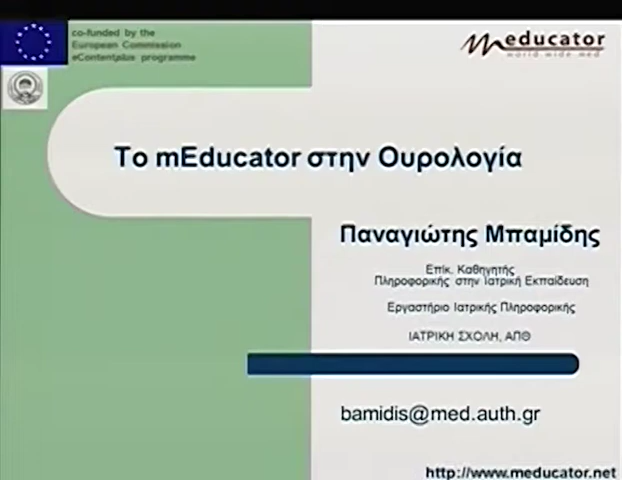 co-funded by the
European Commission
eContentplus programme
educator
world wide med
Το mEducator στην Ουρολογία
Παναγιώτης Μπαμίδης
Επίκ. Καθηγητής
Πληροφορικής στην Ιατρική Εκπαίδευση
Εργαστήριο Ιατρικής Πληροφορικής
ΙΑΤΡΙΚΗ ΣΧΟΛΗ, ΑΠΘ
bamidis@med.auth.gr
http://www.meducator.net